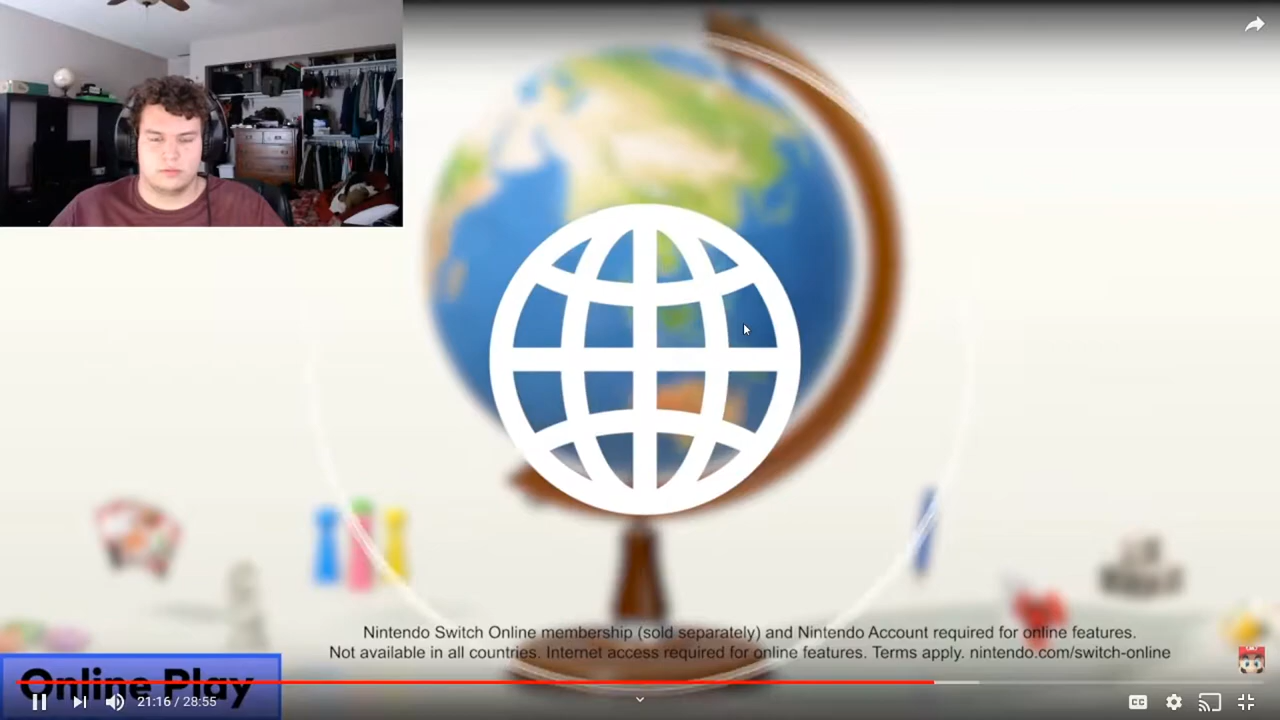 Nintendo Switch Online membership (sold separately) and Nintendo Account required for online features.
Not available in all countries. Internet access required for online features. Terms apply. nintendo.com/switch-online
Online Play
21:16 / 28:55
CC